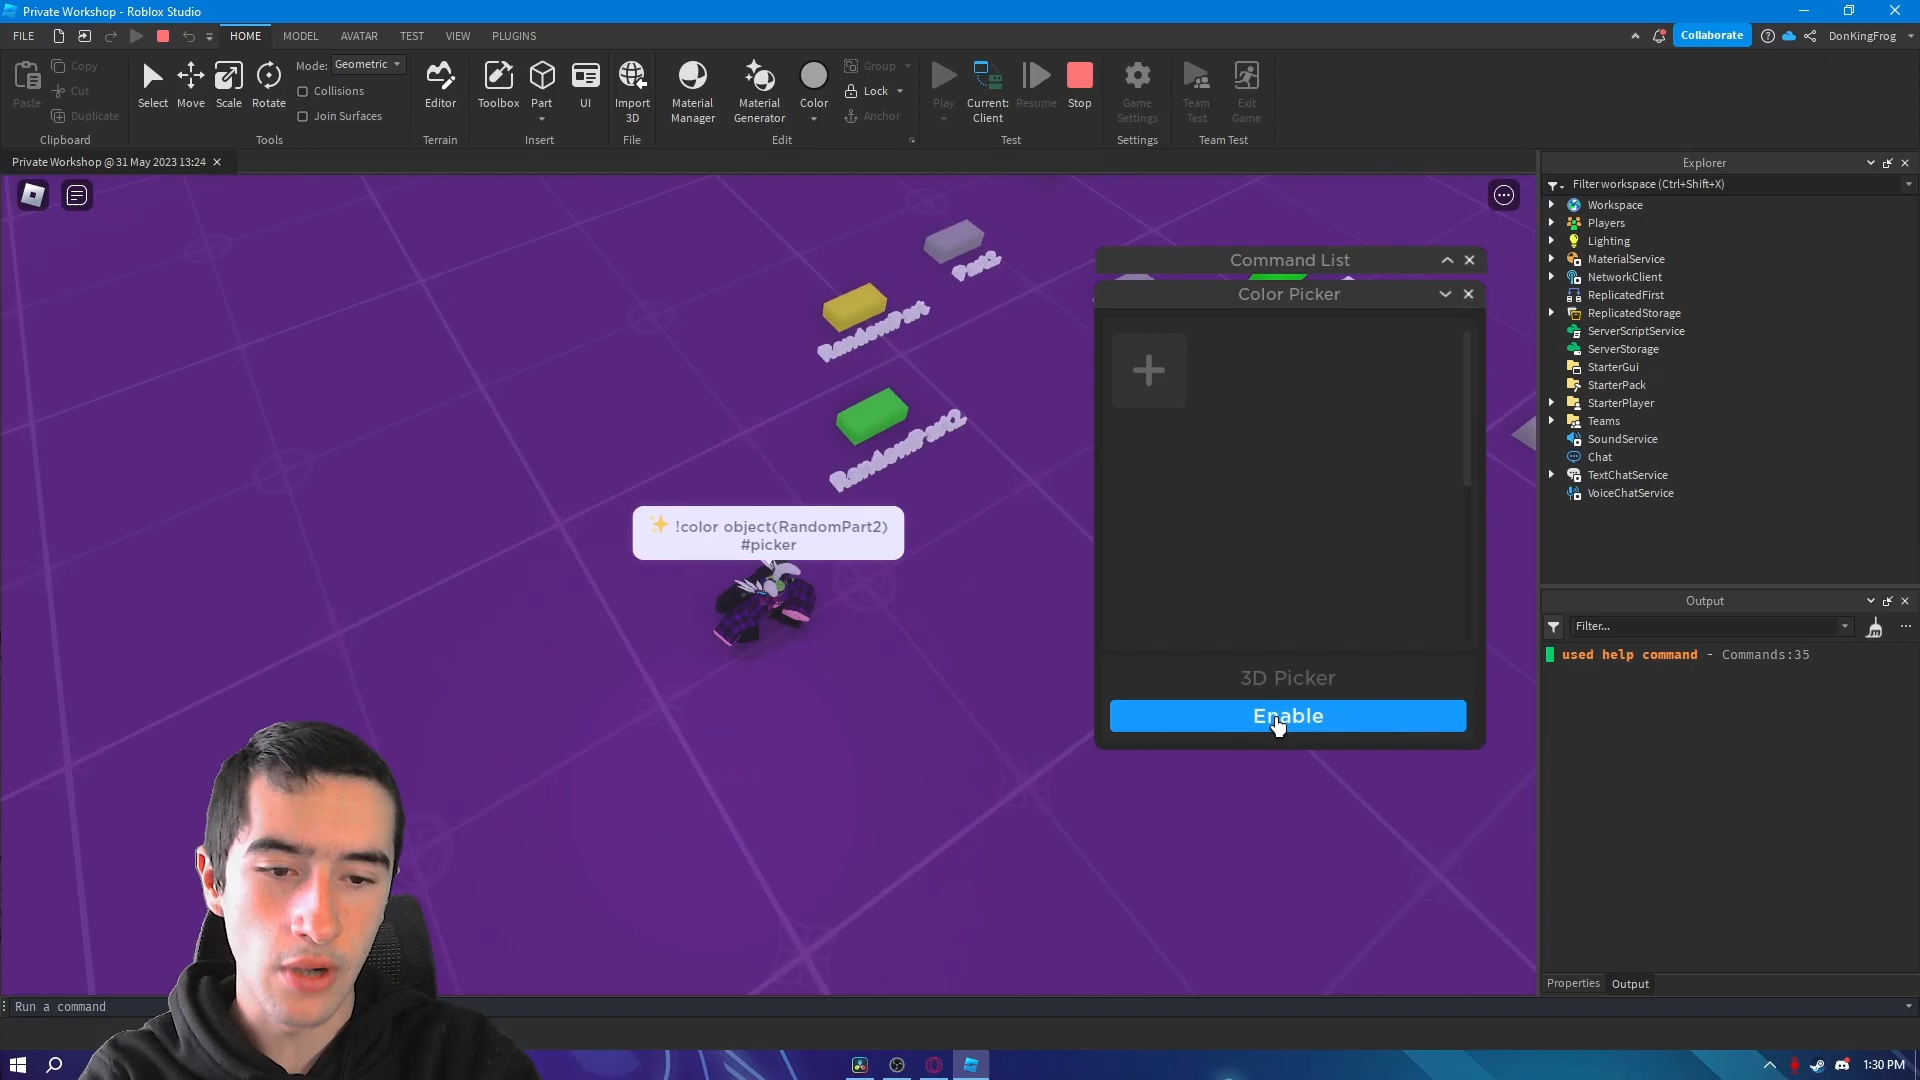 Private Workshop - Roblox Studio
FILE
HOME
MODEL
AVATAR
TEST
VIEW
PLUGINS
Collaborate
DonKingFrog
Paste
Copy
Cut
Duplicate
Clipboard
Select
Move
Scale
Rotate
Mode: Geometric
Collisions
Join Surfaces
Tools
Editor
Terrain
Toolbox
Part
UI
Insert
Import
3D
File
Material
Manager
Material
Generator
Color
Group
Lock
Anchor
Edit
Play
Current:
Client
Resume
Stop
Test
Game
Settings
Settings
Team
Test
Exit
Game
Team Test
Private Workshop @ 31 May 2023 13:24
Part2
RandomPart
RandomPart2
✨ !color object(RandomPart2)
#picker
Command List
Color Picker
3D Picker
Enable
Explorer
Filter workspace (Ctrl+Shift+X)
Workspace
Players
Lighting
MaterialService
NetworkClient
ReplicatedFirst
ReplicatedStorage
ServerScriptService
ServerStorage
StarterGui
StarterPack
StarterPlayer
Teams
SoundService
Chat
TextChatService
VoiceChatService
Output
Filter...
used help command - Commands:35
Properties
Output
Run a command
1:30 PM